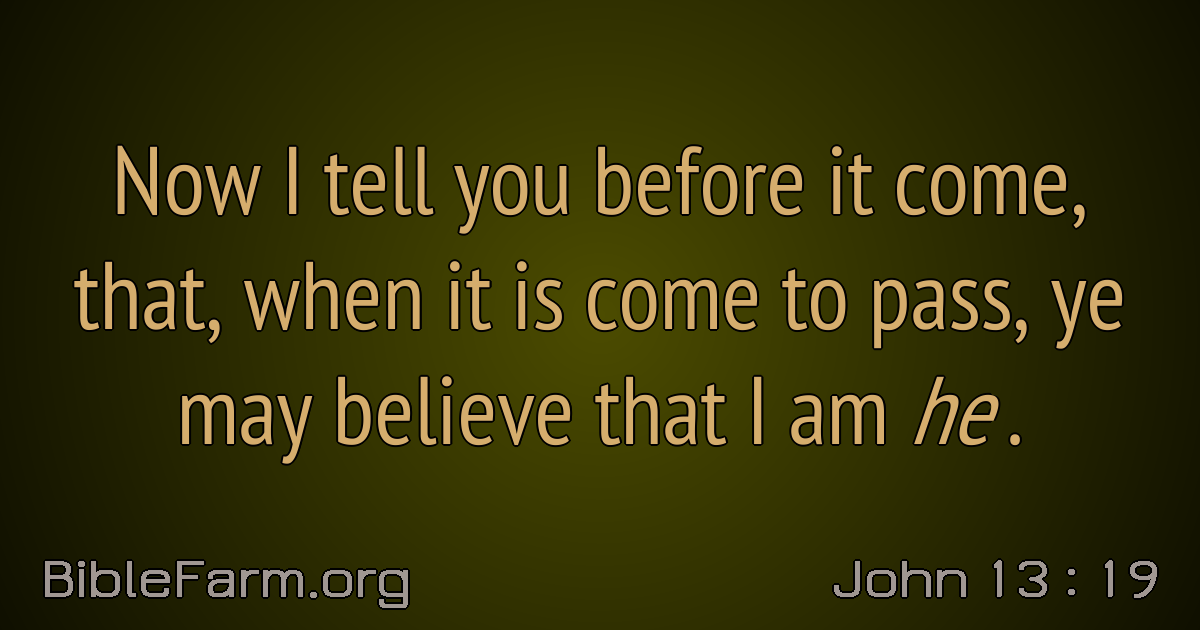 Now I tell you before it come,
that, when it is come to pass, ye
may believe that I am he .
BibleFarm.org
John 13 : 19